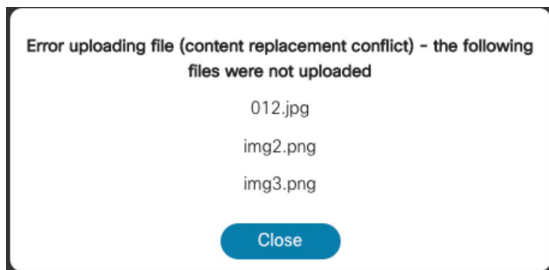 Error uploading file (content replacement conflict) - the following
files were not uploaded
012.jpg
img2.png
img3.png
Close